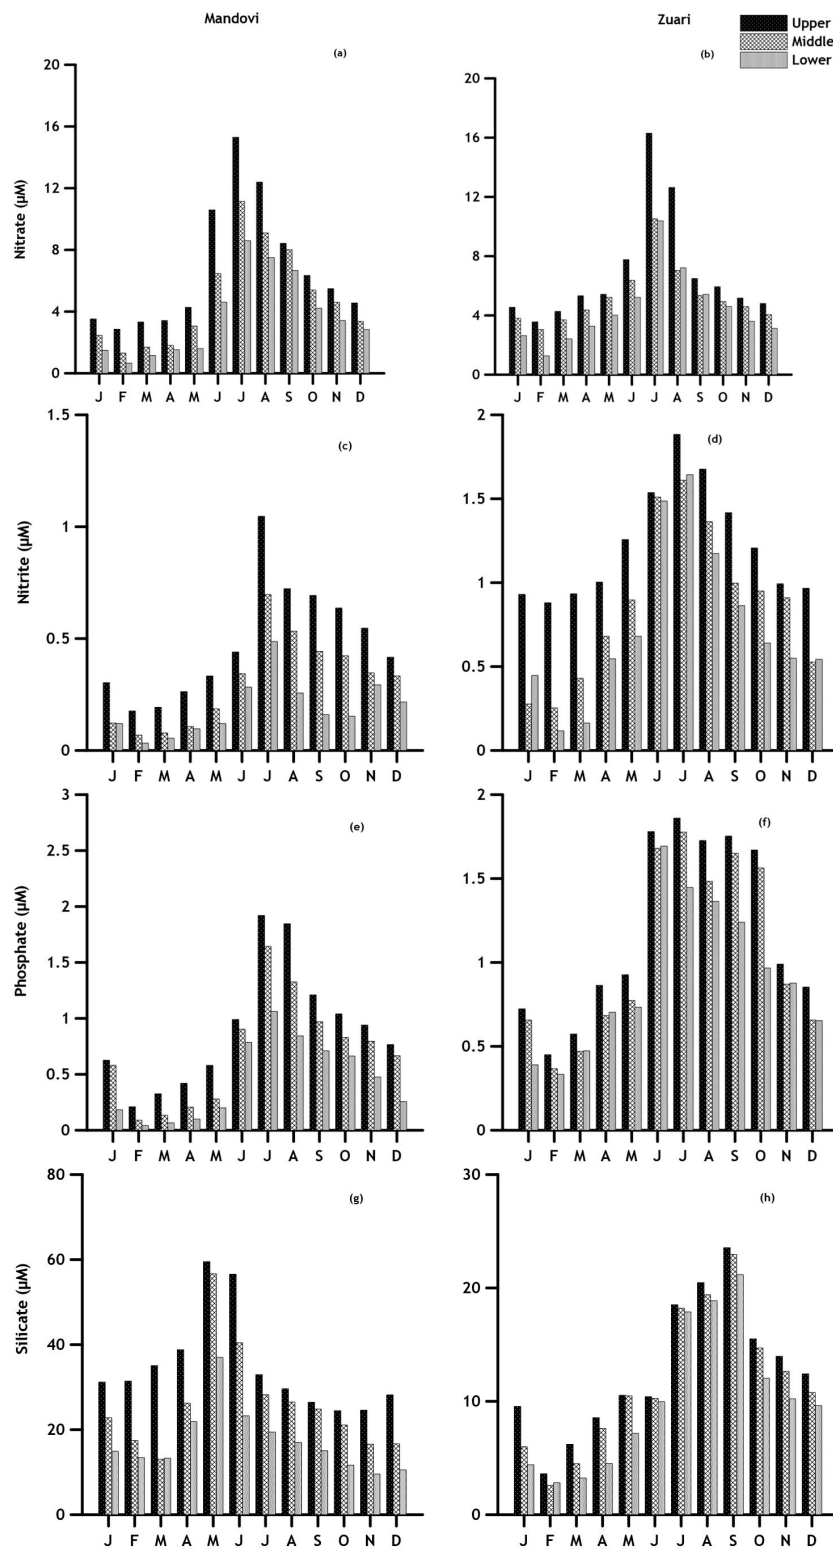 Mandovi
Zuari
Upper
Middle
Lower
(a)
(b)
20
16
12
8
4
0
Nitrate (µM)
J F M A M J J A S O N D
20
16
12
8
4
0
J F M A M J J A S O N D
(c)
(d)
1.5
1
0.5
0
Nitrite (µM)
J F M A M J J A S O N D
2
1.5
1
0.5
0
J F M A M J J A S O N D
(e)
(f)
3
2.5
2
1.5
1
0.5
0
Phosphate (µM)
J F M A M J J A S O N D
2
1.5
1
0.5
0
J F M A M J J A S O N D
(g)
(h)
80
60
40
20
0
Silicate (µM)
J F M A M J J A S O N D
30
20
10
0
J F M A M J J A S O N D